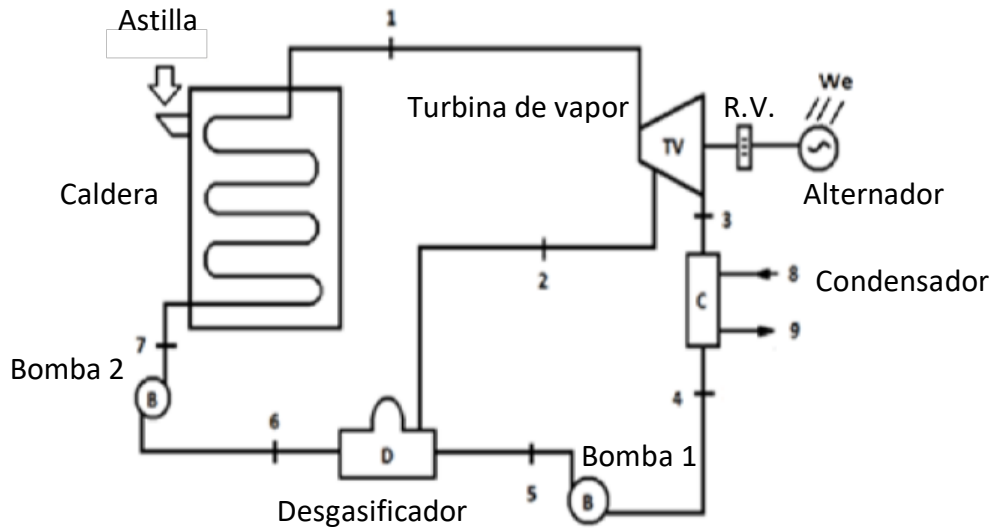 Astilla
1
We
Turbina de vapor
R.V.
TV
Caldera
Alternador
3
2
8
Condensador
C
9
7
Bomba 2
4
B
6
D
5
Bomba 1
B
Desgasificador